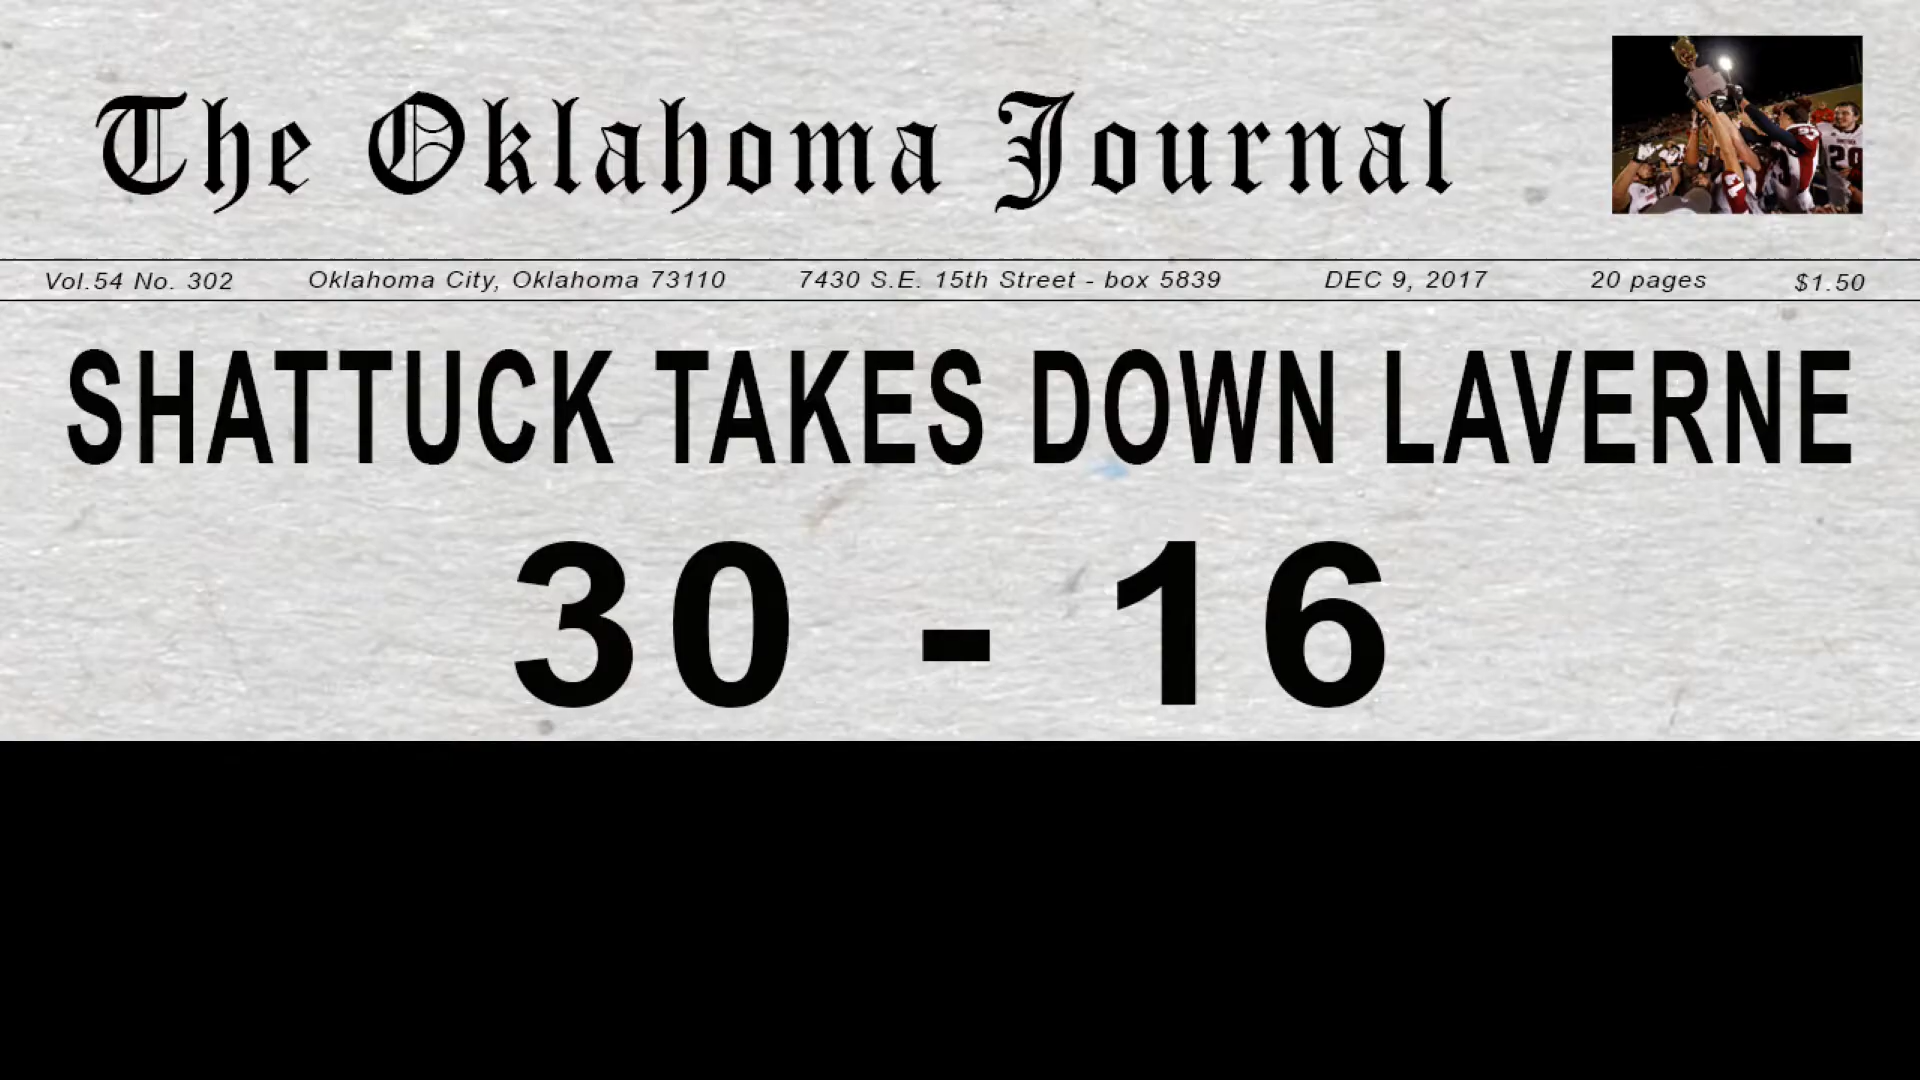 The Oklahoma Journal
Vol.54 No. 302 Oklahoma City, Oklahoma 73110 7430 S.E. 15th Street - box 5839 DEC 9, 2017 20 pages $1.50
SHATTUCK TAKES DOWN LAVERNE
30 - 16